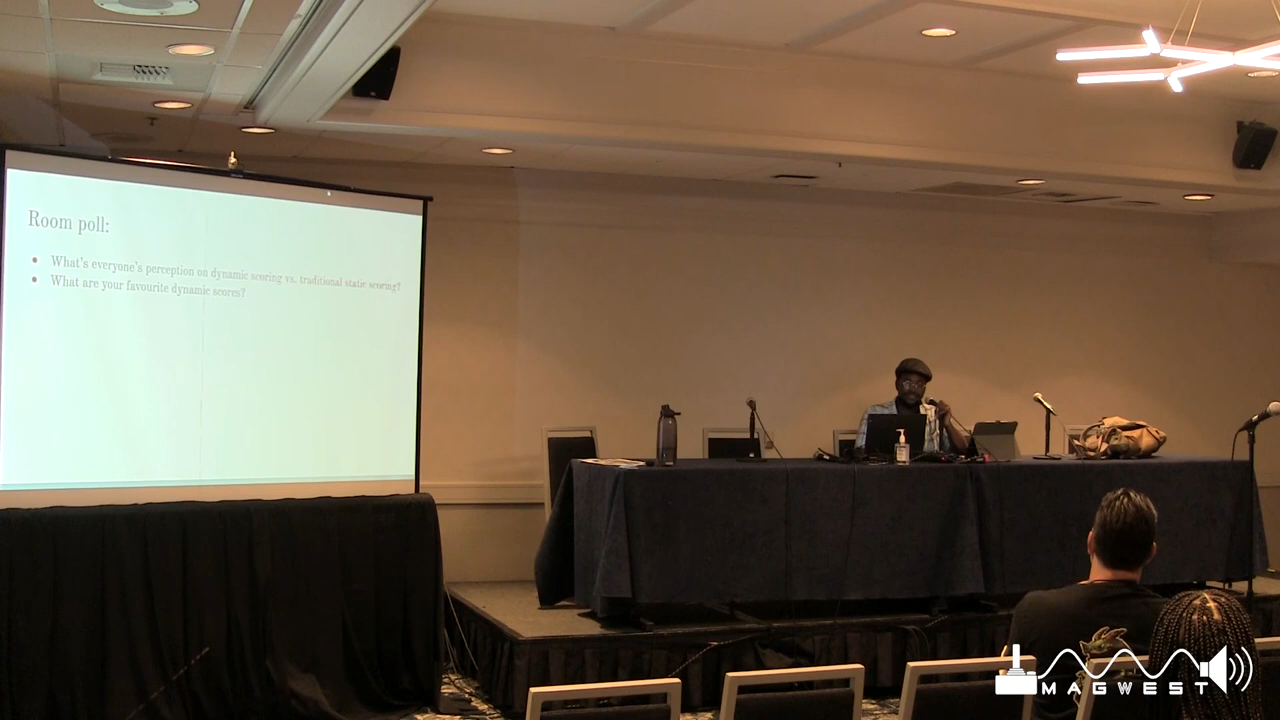 Room poll:
What's everyone's perception on dynamic scoring vs. traditional static scoring?
What are your favourite dynamic scores?
MAGWEST